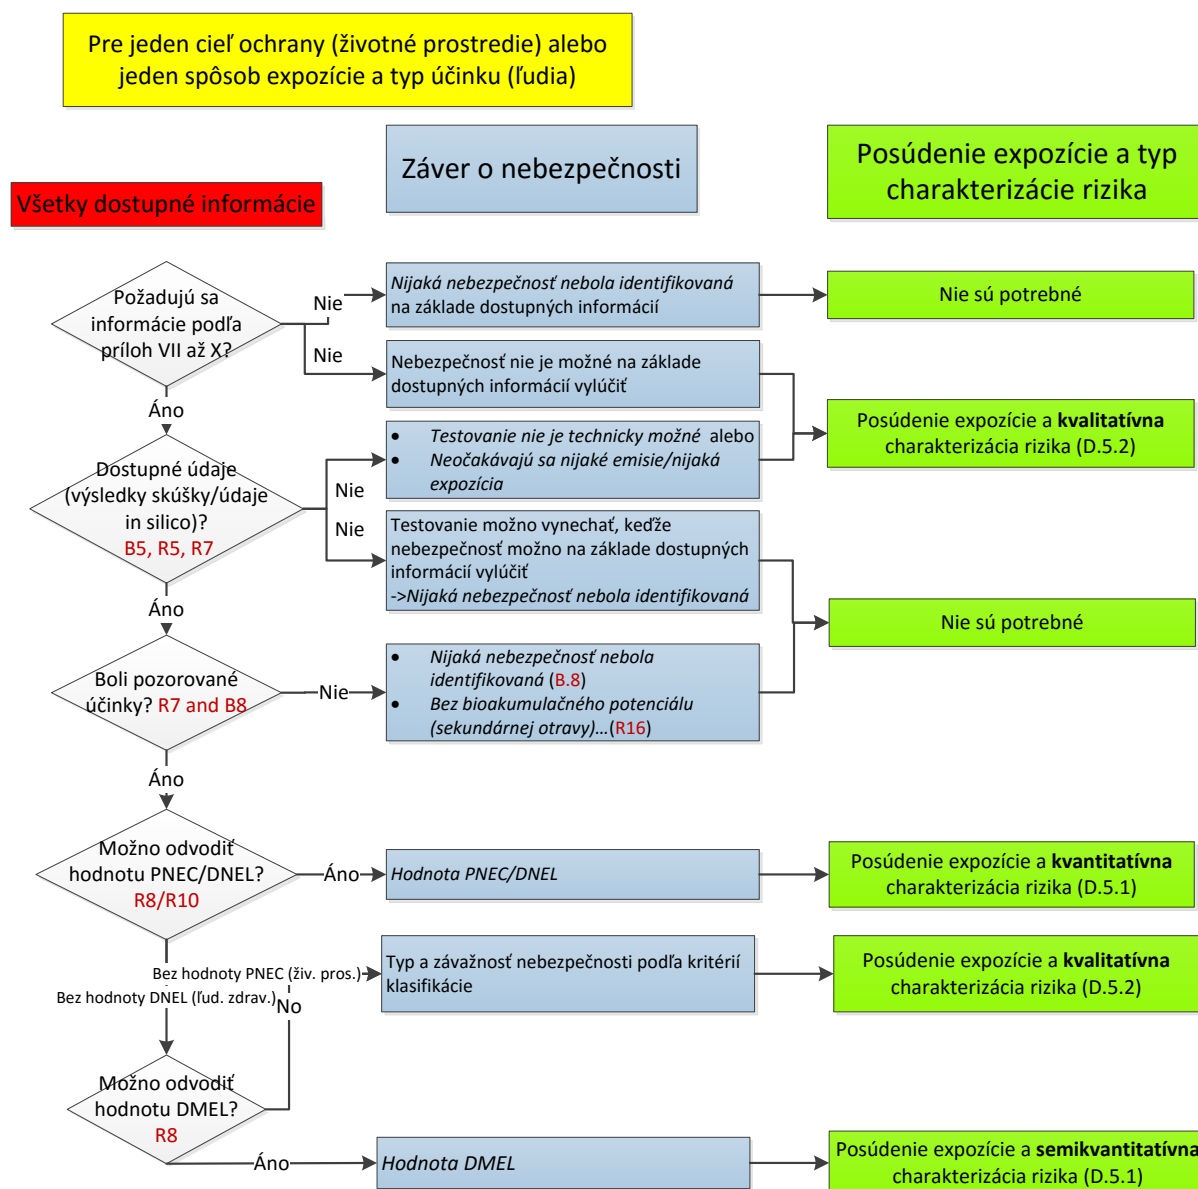 Pre jeden cieľ ochrany (životné prostredie) alebo
jeden spôsob expozície a typ účinku (ľudia)
Všetky dostupné informácie
Záver o nebezpečnosti
Posúdenie expozície a typ
charakterizácie rizika
Požadujú sa
informácie podľa
príloh VII až X?
Nie
Nijaká nebezpečnosť nebola identifikovaná
na základe dostupných informácií
Nie sú potrebné
Nie
Nebezpečnosť nie je možné na základe
dostupných informácií vylúčiť
Áno
Posúdenie expozície a kvalitatívna
charakterizácia rizika (D.5.2)
Dostupné údaje
(výsledky skúšky/údaje
in silico)?
B5, R5, R7
Nie
• Testovanie nie je technicky možné alebo
• Neočakávajú sa nijaké emisie/nijaká
expozícia
Nie
Testovanie možno vynechať, keďže
nebezpečnosť možno na základe dostupných
informácií vylúčiť
->Nijaká nebezpečnosť nebola identifikovaná
Nie sú potrebné
Áno
Boli pozorované
účinky? R7 and B8
Nie
• Nijaká nebezpečnosť nebola
identifikovaná (B.8)
• Bez bioakumulačného potenciálu
(sekundárnej otravy)…(R16)
Áno
Možno odvodiť
hodnotu PNEC/DNEL?
R8/R10
Áno
Hodnota PNEC/DNEL
Posúdenie expozície a kvantitatívna
charakterizácia rizika (D.5.1)
Bez hodnoty PNEC (živ. pros.)
Bez hodnoty DNEL (ľud. zdrav.)
No
Typ a závažnosť nebezpečnosti podľa kritérií
klasifikácie
Posúdenie expozície a kvalitatívna
charakterizácia rizika (D.5.2)
Možno odvodiť
hodnotu DMEL?
R8
Áno
Hodnota DMEL
Posúdenie expozície a semikvantitatívna
charakterizácia rizika (D.5.1)